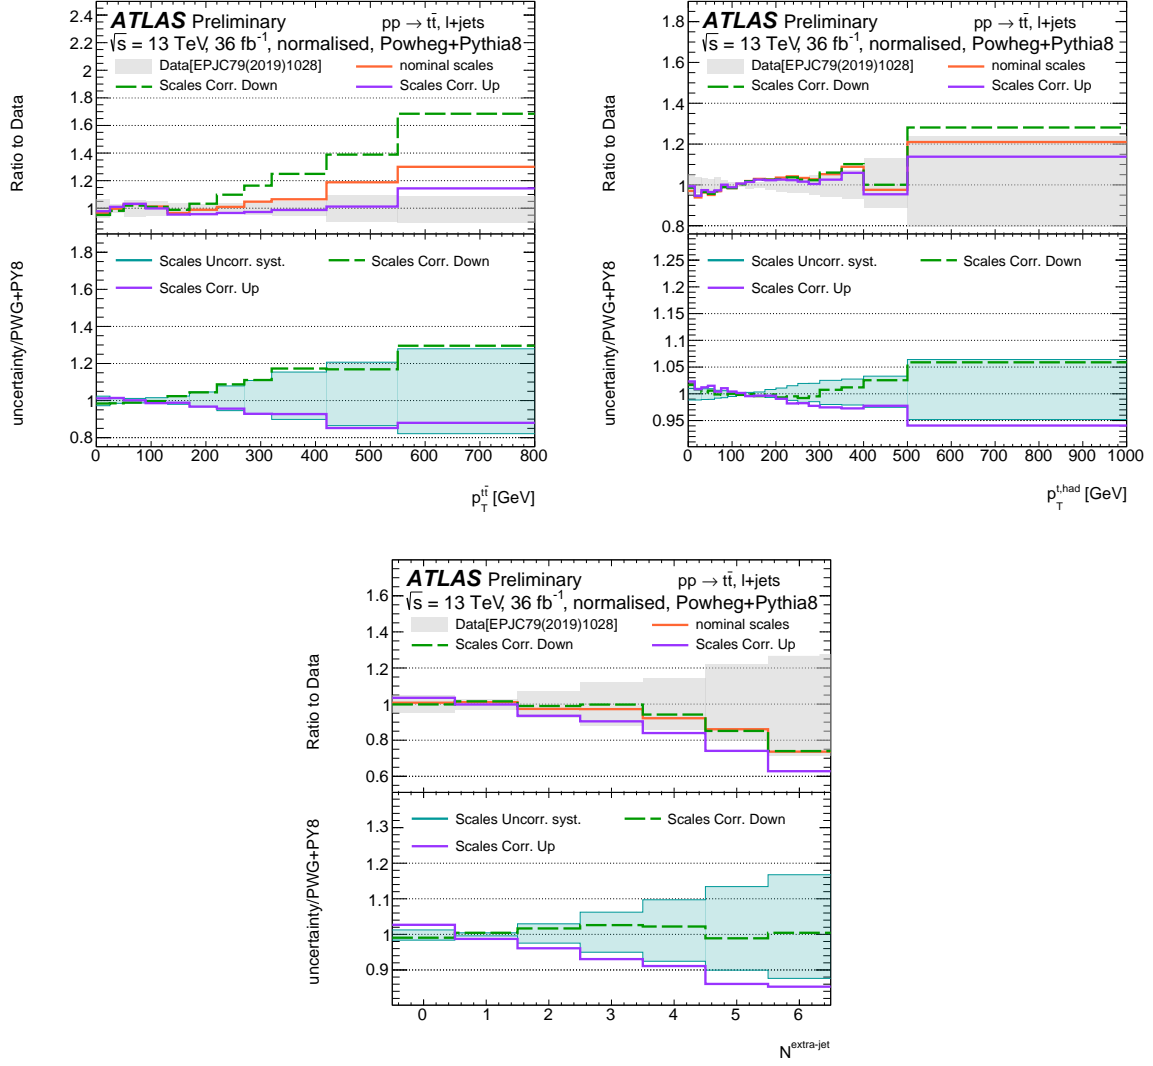 ATLAS Preliminary pp → tt̄, l+jets
√s = 13 TeV, 36 fb⁻¹, normalised, Powheg+Pythia8
Data[EPJC79(2019)1028] nominal scales
Scales Corr. Down Scales Corr. Up
Ratio to Data
2.4
2.2
2
1.8
1.6
1.4
1.2
1
Scales Uncorr. syst. Scales Corr. Down
Scales Corr. Up
uncertainty/PWG+PY8
1.8
1.6
1.4
1.2
1
0.8
0 100 200 300 400 500 600 700 800
p_T^{tt̄} [GeV]
ATLAS Preliminary pp → tt̄, l+jets
√s = 13 TeV, 36 fb⁻¹, normalised, Powheg+Pythia8
Data[EPJC79(2019)1028] nominal scales
Scales Corr. Down Scales Corr. Up
Ratio to Data
1.8
1.6
1.4
1.2
1
0.8
Scales Uncorr. syst. Scales Corr. Down
Scales Corr. Up
uncertainty/PWG+PY8
1.25
1.2
1.15
1.1
1.05
1.00
0.95
0 100 200 300 400 500 600 700 800 900 1000
p_T^{t,had} [GeV]
ATLAS Preliminary pp → tt̄, l+jets
√s = 13 TeV, 36 fb⁻¹, normalised, Powheg+Pythia8
Data[EPJC79(2019)1028] nominal scales
Scales Corr. Down Scales Corr. Up
Ratio to Data
1.6
1.4
1.2
1
0.8
0.6
Scales Uncorr. syst. Scales Corr. Down
Scales Corr. Up
uncertainty/PWG+PY8
1.3
1.2
1.1
1
0.9
0 1 2 3 4 5 6
N^{extra-jet}